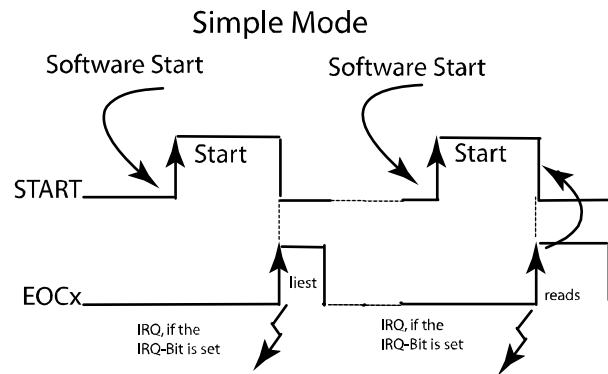 Simple Mode
Software Start
Software Start
Start
Start
START
EOCx
liest
reads
IRQ, if the
IRQ-Bit is set
IRQ, if the
IRQ-Bit is set